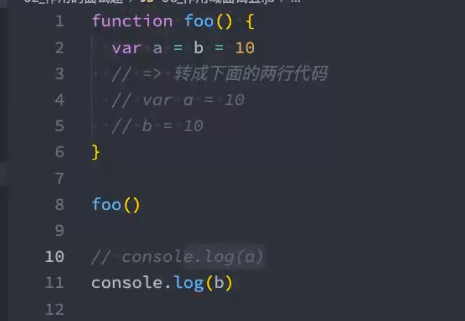 1 function foo() {
2 var a = b = 10
3 // => 转成下面的两行代码
4 // var a = 10
5 // b = 10
6 }
7
8 foo()
9
10 // console.log(a)
11 console.log(b)
12